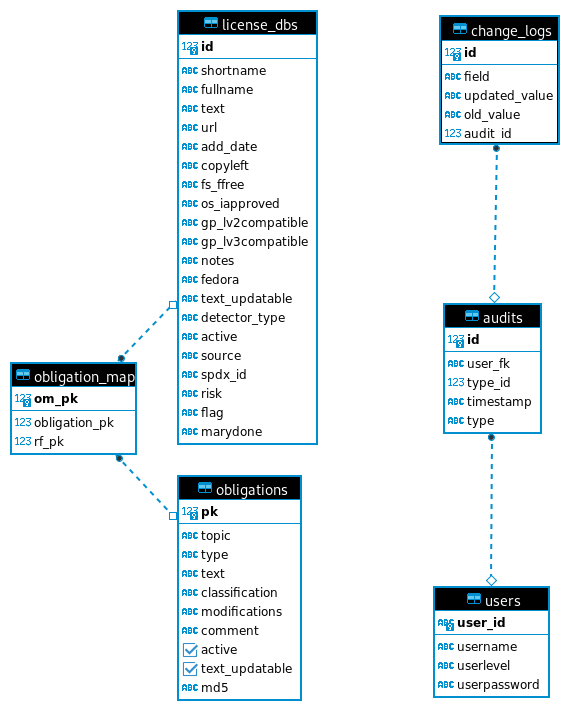 license_dbs
123 id
ABC shortname
ABC fullname
ABC text
ABC url
ABC add_date
ABC copyleft
ABC fs_ffree
ABC os_iapproved
ABC gp_lv2compatible
ABC gp_lv3compatible
ABC notes
ABC fedora
ABC text_updatable
ABC detector_type
ABC active
ABC source
ABC spdx_id
ABC risk
ABC flag
ABC marydone
change_logs
123 id
ABC field
ABC updated_value
ABC old_value
123 audit_id
audits
123 id
ABC user_fk
123 type_id
ABC timestamp
ABC type
obligation_map
123 om_pk
123 obligation_pk
123 rf_pk
obligations
123 pk
ABC topic
ABC type
ABC text
ABC classification
ABC modifications
ABC comment
active
text_updatable
ABC md5
users
ABC user_id
ABC username
ABC userlevel
ABC userpassword